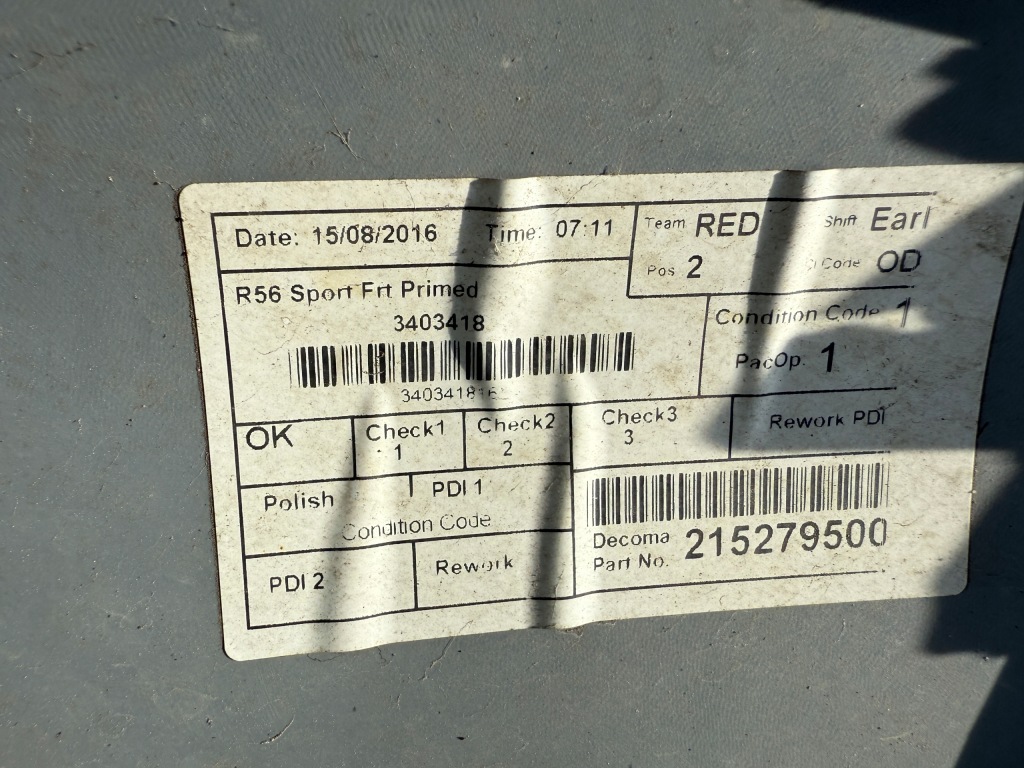 Date: 15/08/2016 Time: 07:11
Team RED Shift Earl
Pos 2 Code OD
R56 Sport Frt Primed
3403418
Condition Code 1
PacOp. 1
OK
Check1
1
Check2
2
Check3
3
Rework PDI
Polish PDI 1
Condition Code
Decoma
Part No. 215279500
PDI 2
Rework